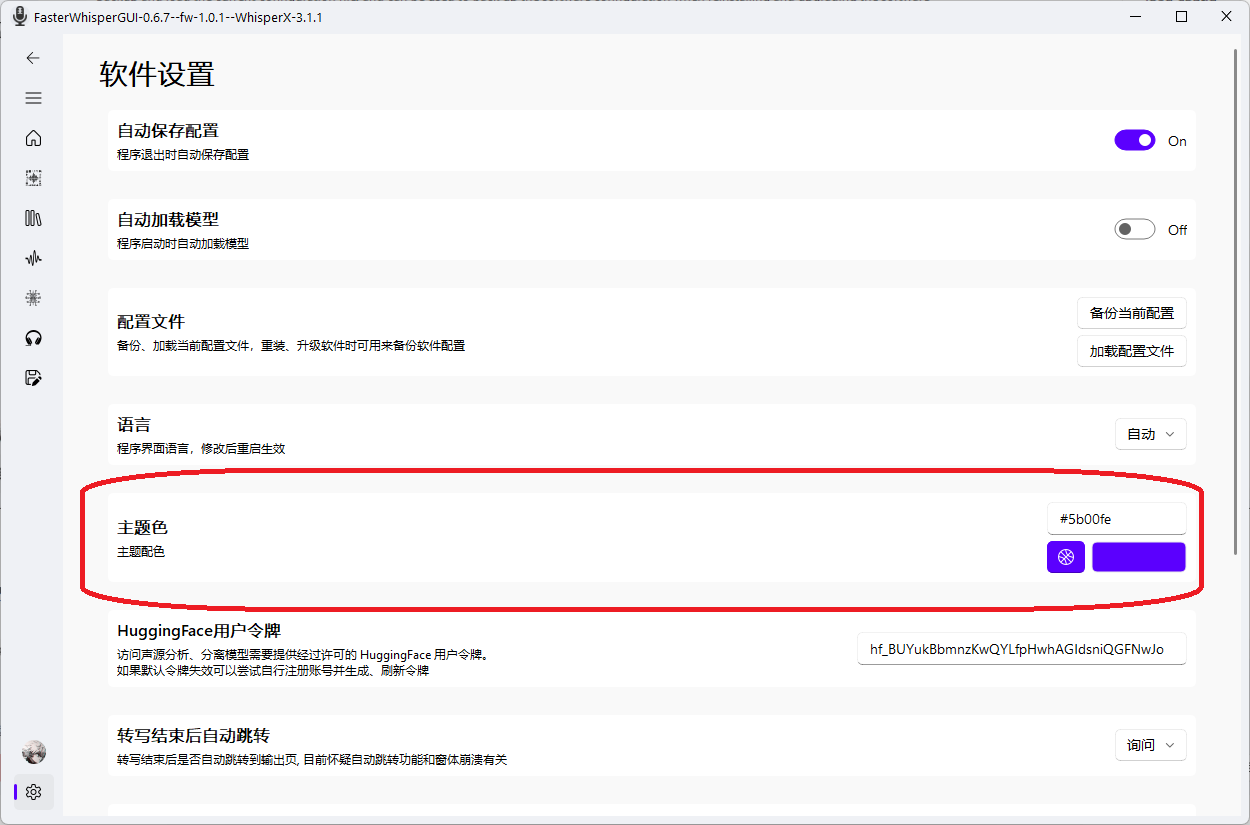 FasterWhisperGUI-0.6.7--fw-1.0.1--WhisperX-3.1.1
软件设置
自动保存配置
程序退出时自动保存配置
On
自动加载模型
程序启动时自动加载模型
Off
配置文件
备份、加载当前配置文件，重装、升级软件时可用来备份软件配置
备份当前配置
加载配置文件
语言
程序界面语言，修改后重启生效
自动
主题色
主题配色
#5b00fe
HuggingFace用户令牌
访问声源分析、分离模型需要提供经过许可的 HuggingFace 用户令牌。
如果默认令牌失效可以尝试自行注册账号并生成、刷新令牌
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
转写结束后自动跳转
转写结束后是否自动跳转到输出页, 目前怀疑自动跳转功能和窗体崩溃有关
询问